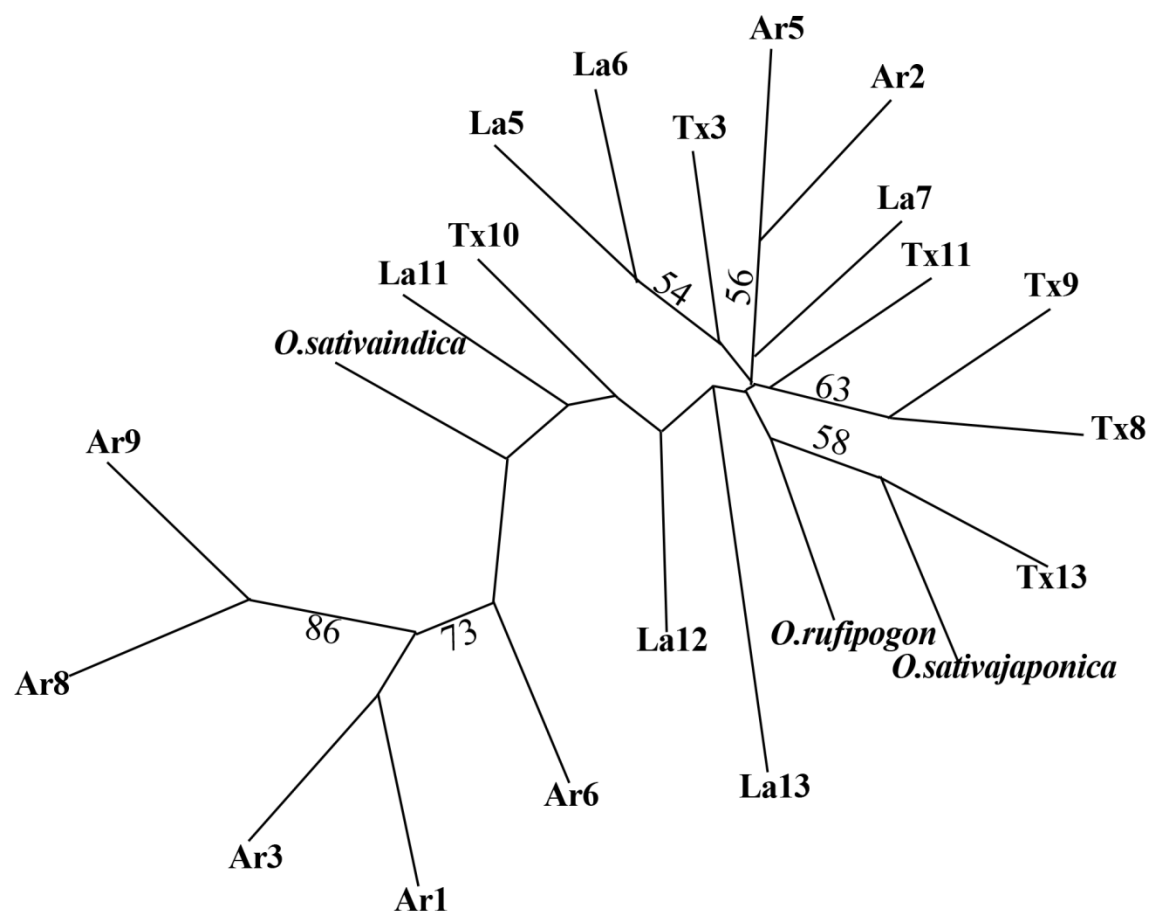 Ar5
La6
Ar2
La5
Tx3
La7
Tx10
Tx11
La11
54
56
Tx9
O.sativaindica
63
Tx8
58
Ar9
Tx13
86
73
La12
O.rufipogon
O.sativajaponica
Ar8
La13
Ar6
Ar3
Ar1